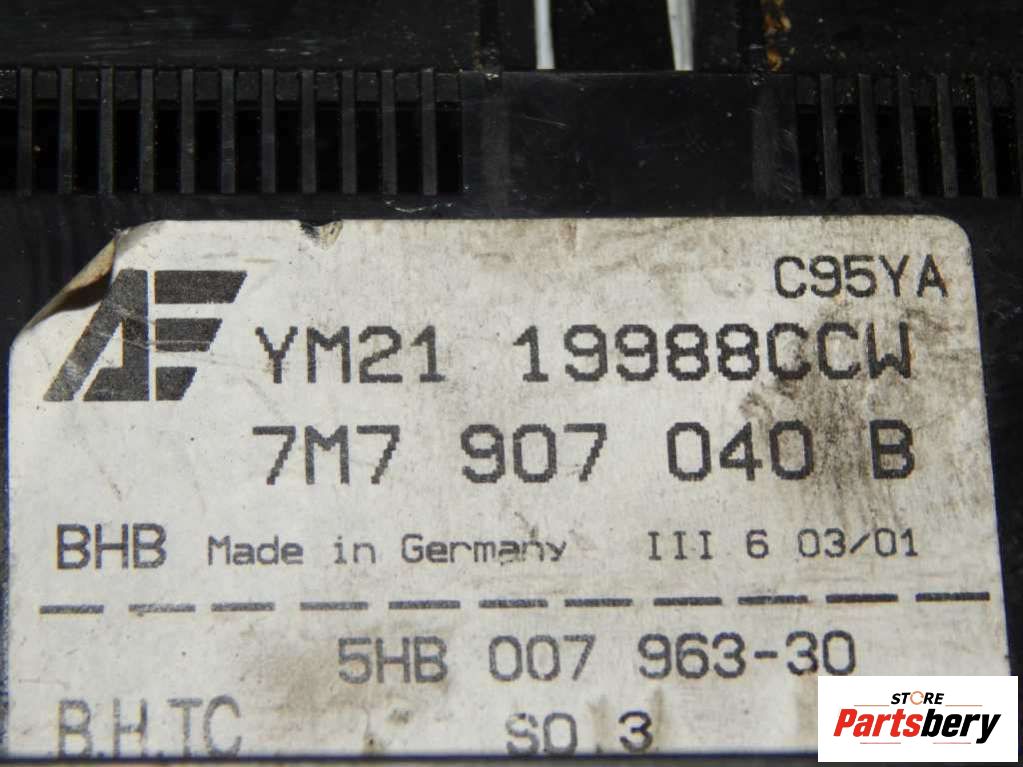 C95YA
AF
YM21 19988CCW
7M7 907 040 B
BHB Made in Germany III 6 03/01
5HB 007 963-30
B.H.TC SO.3
STORE
Partsbery